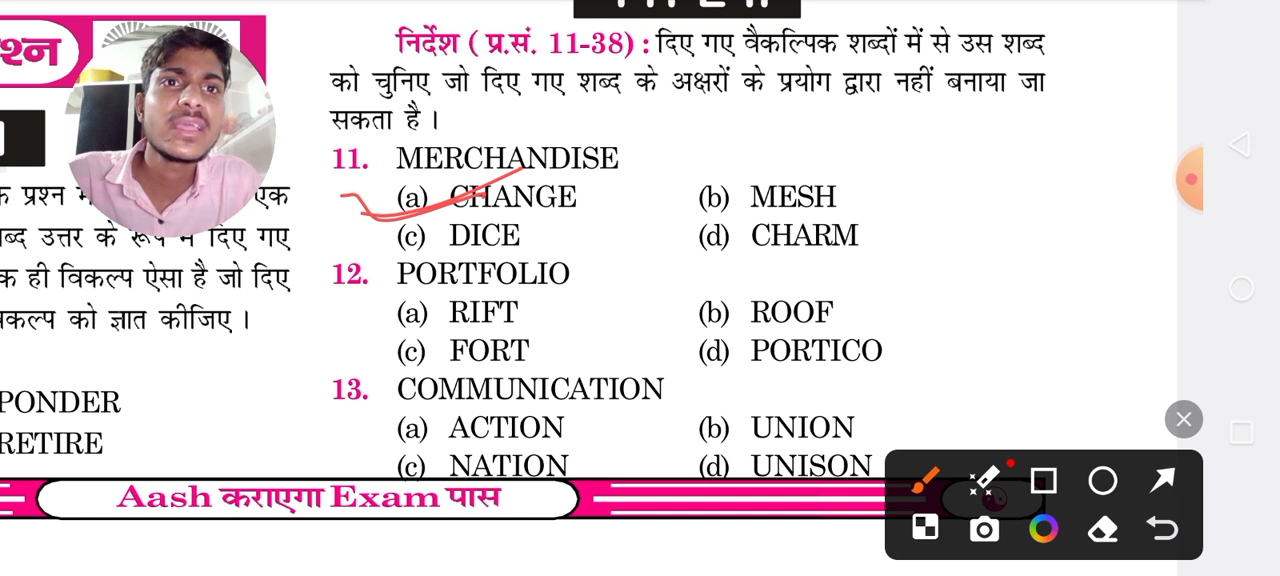 श्न
क प्रश्न
एक
ब्द उत्तर के रूप में दिए गए
क ही विकल्प ऐसा है जो दिए
कल्प को ज्ञात कीजिए ।
PONDER
RETIRE
निर्देश ( प्र.सं. 11-38) : दिए गए वैकल्पिक शब्दों में से उस शब्द
को चुनिए जो दिए गए शब्द के अक्षरों के प्रयोग द्वारा नहीं बनाया जा
सकता है ।
11. MERCHANDISE
(a) CHANGE (b) MESH
(c) DICE (d) CHARM
12. PORTFOLIO
(a) RIFT (b) ROOF
(c) FORT (d) PORTICO
13. COMMUNICATION
(a) ACTION (b) UNION
(c) NATION (d) UNISON
Aash कराएगा Exam पास